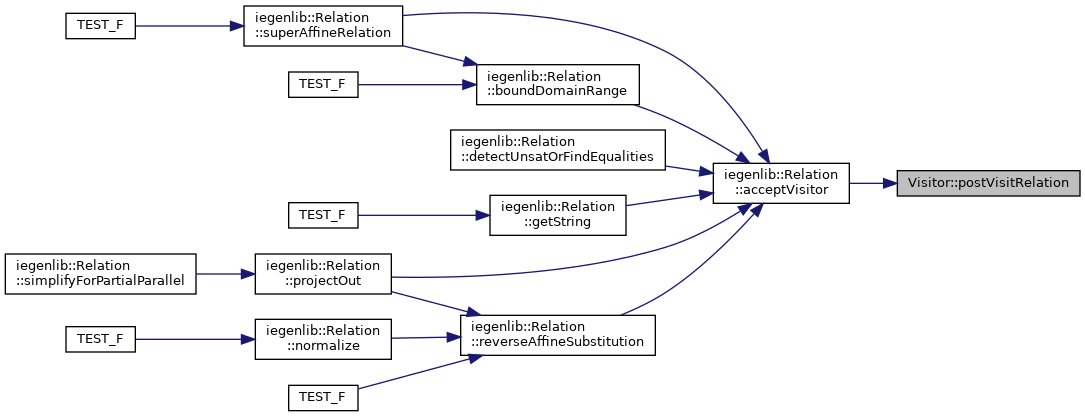 TEST_F
iegenlib::Relation
::superAffineRelation
iegenlib::Relation
::boundDomainRange
TEST_F
iegenlib::Relation
::detectUnsatOrFindEqualities
iegenlib::Relation
::acceptVisitor
Visitor::postVisitRelation
TEST_F
iegenlib::Relation
::getString
iegenlib::Relation
::simplifyForPartialParallel
iegenlib::Relation
::projectOut
iegenlib::Relation
::reverseAffineSubstitution
TEST_F
iegenlib::Relation
::normalize
TEST_F